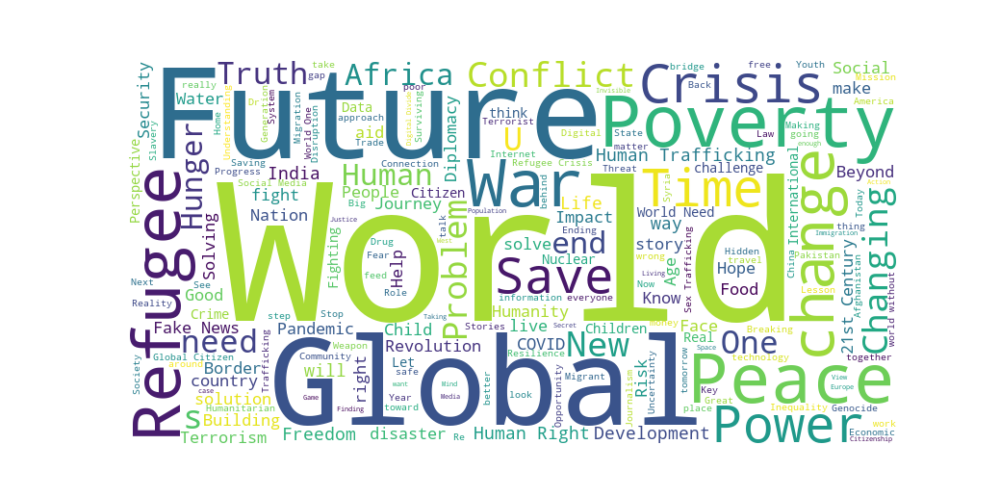 Future
World
Global
Refugee
Poverty
Crisis
Peace
War
Time
change
Changing
Power
Save
Conflict
Africa
Truth
Human
Hunger
Problem
need
end
New
One
U
S
Security
Water
India
fight
Nation
People
Journey
Citizen
Diplomacy
aid
Data
think
Human Trafficking
challenge
Social
make
Beyond
International
21st Century
Perspective
Slavery
Home
Progress
Saving
Social Media
Understanding
Dr
Generation
System
Migration
World One
Disruption
take
gap
really
poor
approach
Trade
Connection
Digital Divide
Surviving
Invisible
Terrorist
Internet
Digital
Refugee Crisis
State
matter
Threat
bridge
Back
free
Youth
Mission
America
Law
Making
going
enough
Life
Impact
World Need
way
story
Know
Age
Hope
Food
Hidden
travel
Syria
Sex Trafficking
wrong
Living
Now
behind
Ending
solve
Nuclear
Humanity
information
everyone
Solving
Fighting
Big
Justice
Population
talk
West
Drug
Fear
feed
Role
Help
Good
See
Next
Reality
Crime
Fake News
step
Stop
Taking
Stories
Secret
live
Children
Child
Pandemic
Revolution
COVID
Resilience
Border
country
Global Citizen
Society
around
case
solution
Humanitarian
Building
Terrorism
Trafficking
will
Community
Weapon
Game
Finding
right
Let
safe
Year
want
toward
Mind
Media
better
look
Re
Freedom
disaster
Human Right
Development
Opportunity
Migrant
Journalism
Risk
Uncertainty
money
Face
Real
Breaking
technology
tomorrow
Space
Key
Great
place
Inequality
Genocide
View
Europe
work
Economic
Citizenship
together
Lesson
Immigration
Pakistan
China
Afghanistan
thing
Today
Action
world without